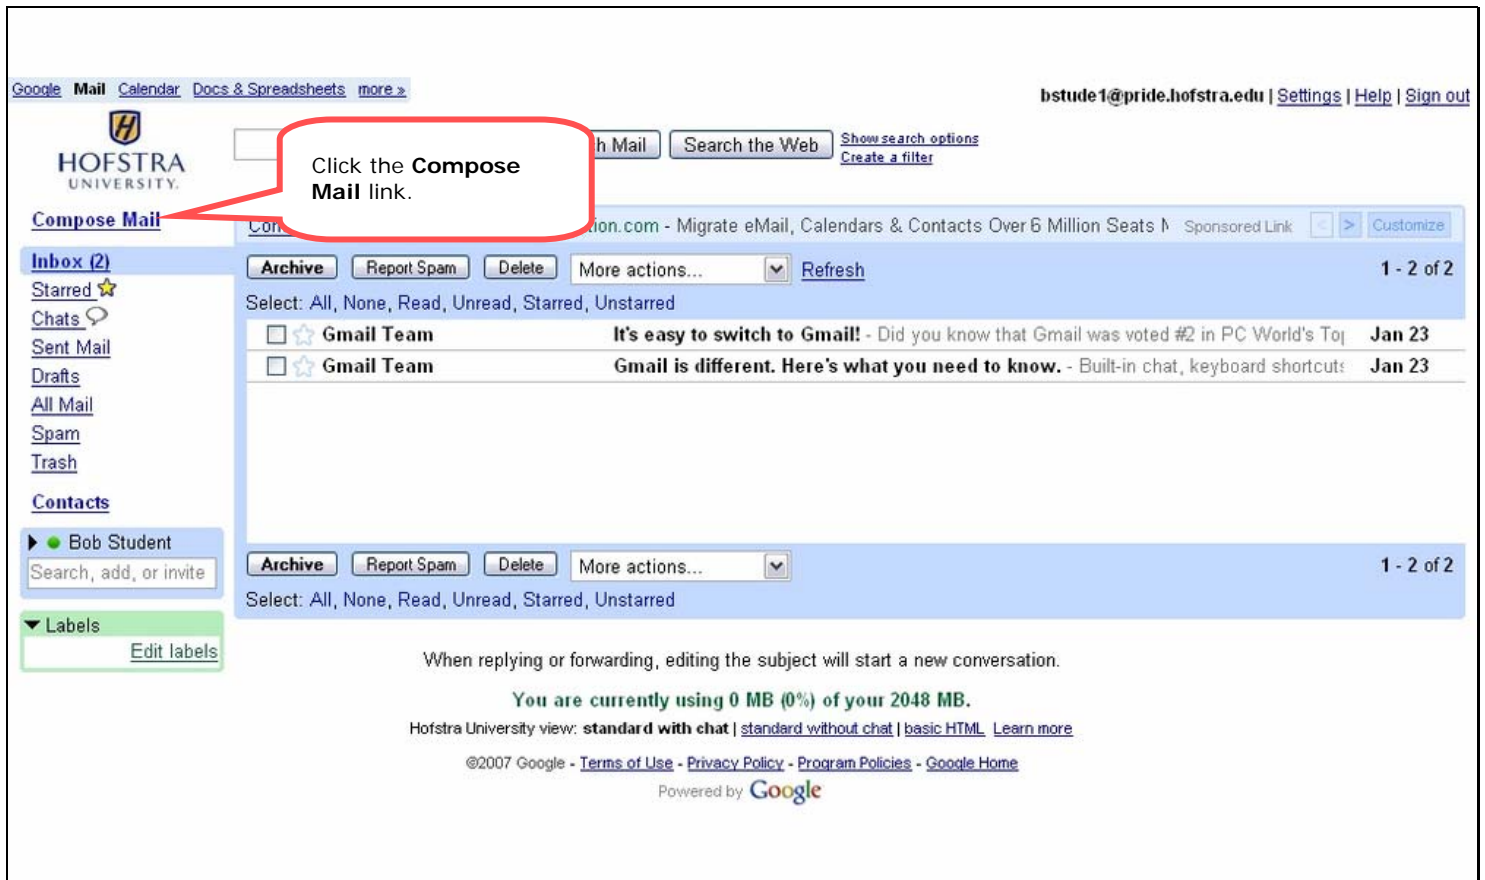 Google Mail Calendar Docs & Spreadsheets more »
bstude1@pride.hofstra.edu | Settings | Help | Sign out
H
HOFSTRA
UNIVERSITY.
Click the Compose
Mail link.
Mail Search the Web
Show search options
Create a filter
Compose Mail
.com - Migrate eMail, Calendars & Contacts Over 6 Million Seats Sponsored Link < > Customize
Inbox (2)
Starred
Chats
Sent Mail
Drafts
All Mail
Spam
Trash
Contacts
Bob Student
Search, add, or invite
Labels
Edit labels
Archive Report Spam Delete More actions... Refresh 1 - 2 of 2
Select: All, None, Read, Unread, Starred, Unstarred
Gmail Team It's easy to switch to Gmail! - Did you know that Gmail was voted #2 in PC World's Jan 23
Gmail Team Gmail is different. Here's what you need to know. - Built-in chat, keyboard shortcuts Jan 23
Archive Report Spam Delete More actions... 1 - 2 of 2
Select: All, None, Read, Unread, Starred, Unstarred
When replying or forwarding, editing the subject will start a new conversation.
You are currently using 0 MB (0%) of your 2048 MB.
Hofstra University view: standard with chat | standard without chat | basic HTML Learn more
©2007 Google - Terms of Use - Privacy Policy - Program Policies - Google Home
Powered by Google